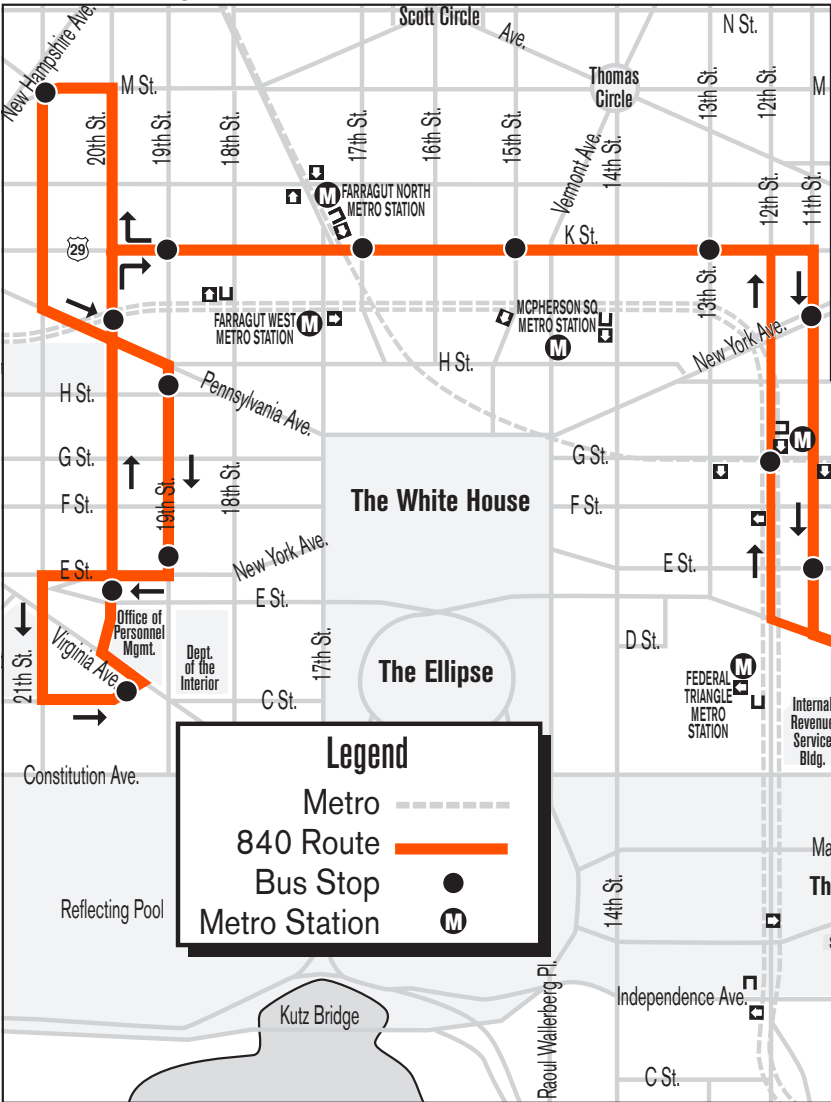 Scott Circle
Ave.
N St.
New Hampshire Ave.
M St.
Thomas
Circle
13th St.
12th St.
M
20th St.
19th St.
18th St.
17th St.
16th St.
15th St.
Vermont Ave.
14th St.
12th St.
11th St.
M
FARRAGUT NORTH
METRO STATION
29
K St.
13th St.
FARRAGUT WEST
METRO STATION
M
MCPHERSON SQ.
METRO STATION
M
New York Ave.
H St.
H St.
Pennsylvania Ave.
G St.
G St.
M
F St.
19th St.
18th St.
The White House
F St.
New York Ave.
E St.
E St.
E St.
Office of
Personnel
Mgmt.
Virginia Ave.
21th St.
Dept.
of the
Interior
17th St.
The Ellipse
D St.
M
FEDERAL
TRIANGLE
METRO
STATION
C St.
Internal
Revenue
Service
Bldg.
Constitution Ave.
Legend
Metro
840 Route
Bus Stop
Metro Station
M
Reflecting Pool
14th St.
Ma
Th
Kutz Bridge
Raoul Wallerberg Pl.
Independence Ave.
C St.